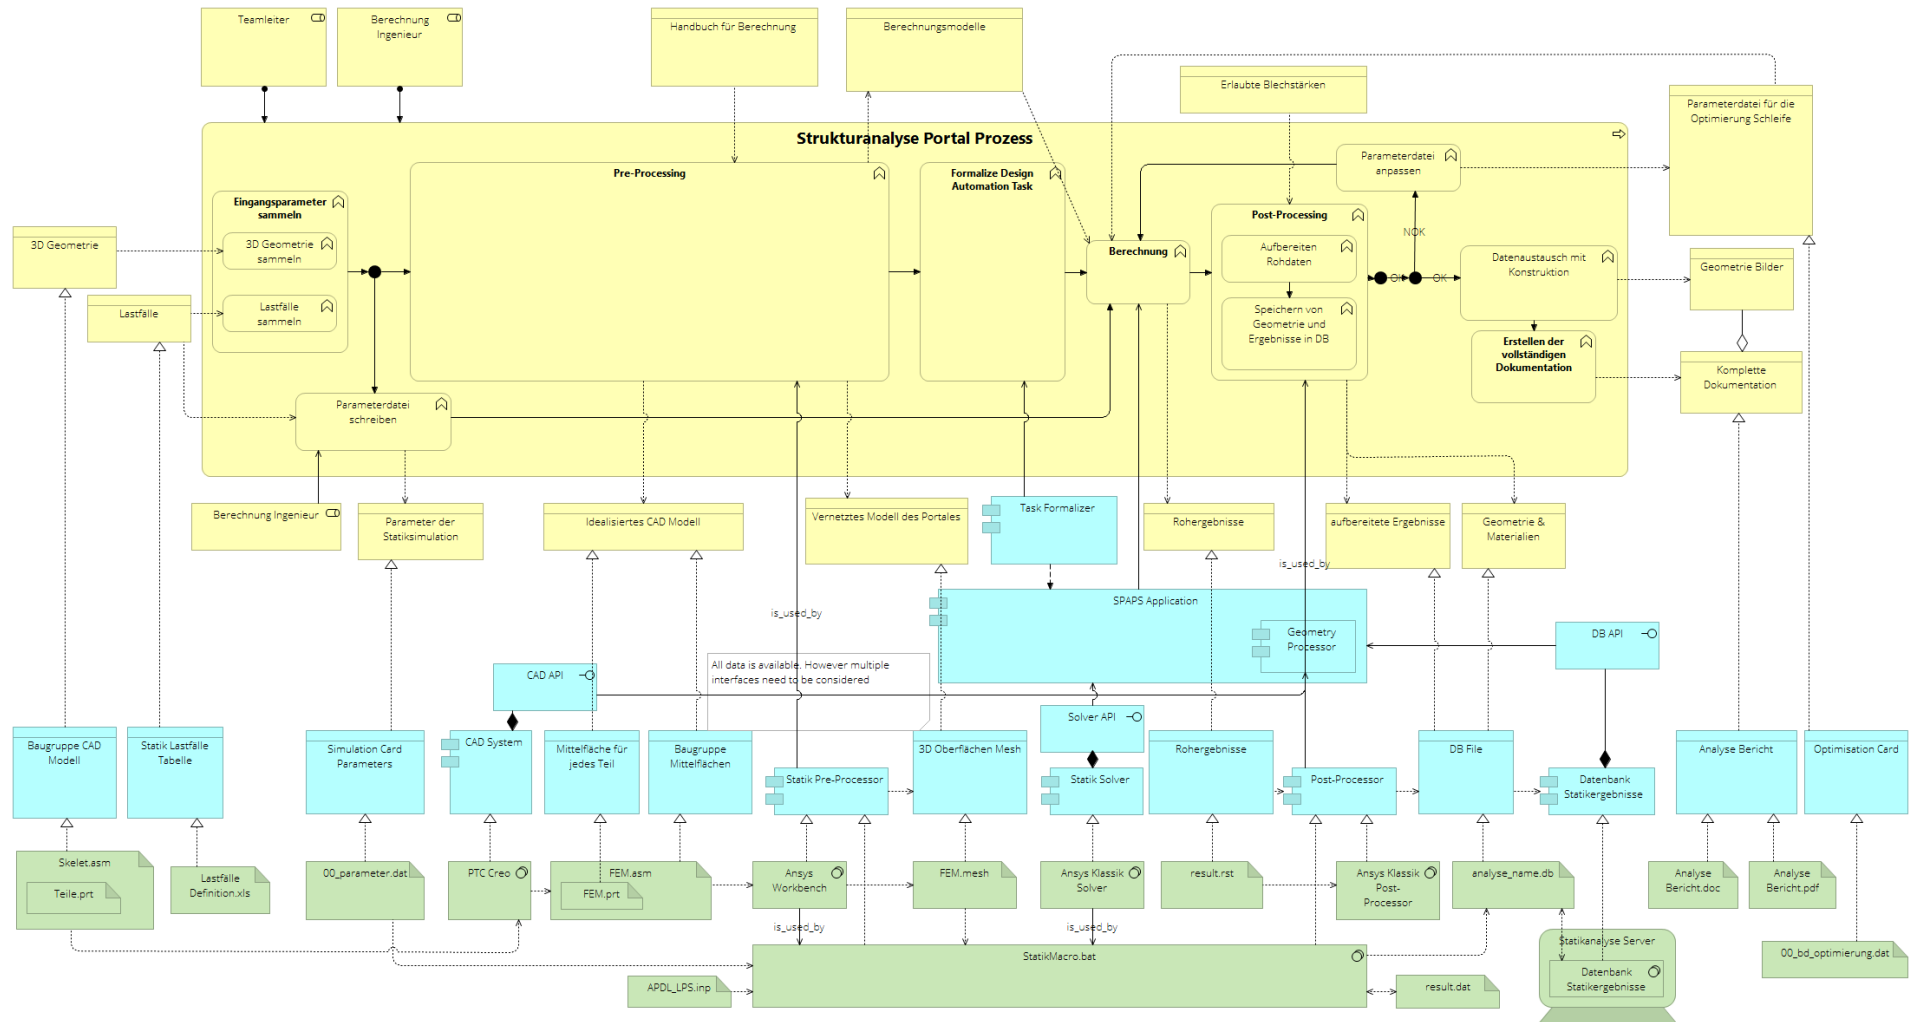 Teamleiter
Berechnung
Ingenieur
Handbuch für Berechnung
Berechnungsmodelle
Erlaubte Blechstärken
Parameterdatei für die
Optimierung Schleife
Strukturanalyse Portal Prozess
Pre-Processing
Formalize Design
Automation Task
Parameterdatei
anpassen
Eingangsparameter
sammeln
3D Geometrie
sammeln
Lastfälle
sammeln
3D Geometrie
Lastfälle
Berechnung
Post-Processing
Aufbereiten
Rohdaten
Speichern von
Geometrie und
Ergebnisse in DB
NOK
OK
OK
Datenaustausch mit
Konstruktion
Geometrie Bilder
Erstellen der
vollständigen
Dokumentation
Komplette
Dokumentation
Parameterdatei
schreiben
Berechnung Ingenieur
Parameter der
Statiksimulation
Idealisiertes CAD Modell
Vernetztes Modell des Portales
Task Formalizer
Rohergebnisse
aufbereitete Ergebnisse
Geometrie &
Materialien
is_used_by
is_used_by
SPAPS Application
Geometry
Processor
DB API
CAD API
All data is available. However multiple
interfaces need to be considered
Solver API
Baugruppe CAD
Modell
Statik Lastfälle
Tabelle
Simulation Card
Parameters
CAD System
Mittelfläche für
jedes Teil
Baugruppe
Mittelflächen
Statik Pre-Processor
3D Oberflächen Mesh
Statik Solver
Rohergebnisse
Post-Processor
DB File
Datenbank
Statikergebnisse
Analyse Bericht
Optimisation Card
Skelet.asm
Teile.prt
Lastfälle
Definition.xls
00_parameter.dat
PTC Creo
FEM.asm
FEM.prt
Ansys
Workbench
FEM.mesh
Ansys Klassik
Solver
result.rst
Ansys Klassik
Post-
Processor
analyse_name.db
Analyse
Bericht.doc
Analyse
Bericht.pdf
is_used_by
is_used_by
StatikMacro.bat
APDL_LPS.inp
result.dat
Statikanalyse Server
Datenbank
Statikergebnisse
00_bd_optimierung.dat